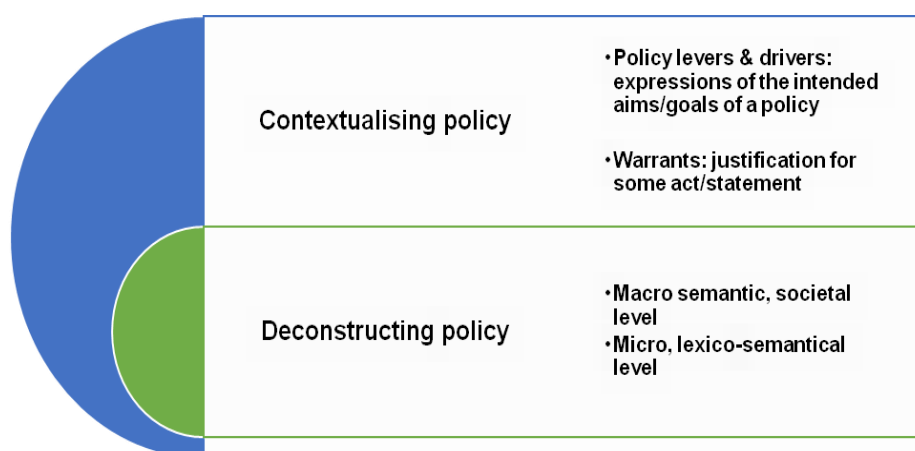 Contextualising policy
•Policy levers & drivers:
expressions of the intended
aims/goals of a policy
•Warrants: justification for
some act/statement
Deconstructing policy
•Macro semantic, societal
level
•Micro, lexico-semantical
level